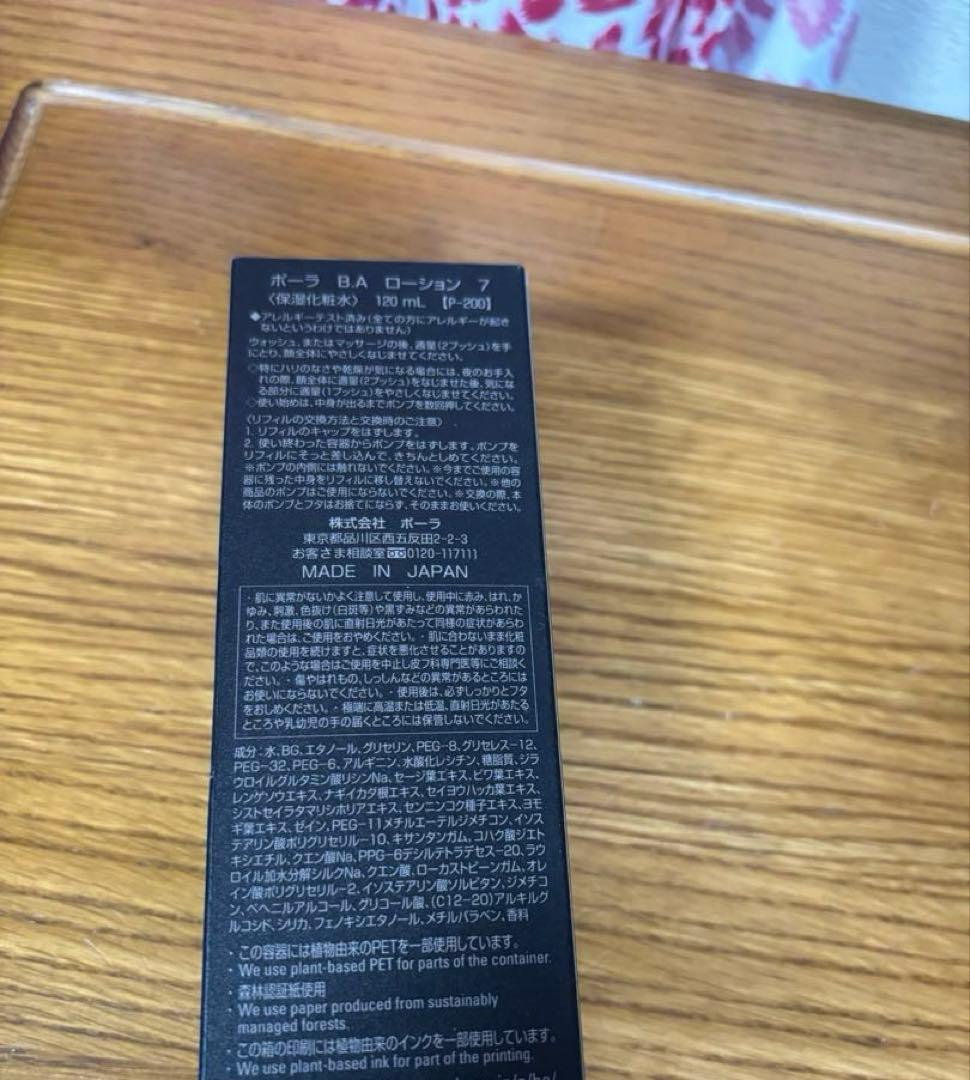 ポーラ B.A ローション 7
〈保湿化粧水〉 120 mL 【P-200】
◆アレルギーテスト済み(全ての方にアレルギーが起き
ないというわけではありません)
ウォッシュ、またはマッサージの後、適量(2プッシュ)を手
にとり、顔全体にやさしくなじませてください。
◇特にハリのなさや乾燥が気になる場合には、夜のお手入
れの際、顔全体に適量(2プッシュ)をなじませた後、気にな
る部分に適量(1プッシュ)をやさしくなじませてください。
◇使い始めは、中身が出るまでポンプを数回押してください。
〈リフィルの交換方法と交換時のご注意〉
1. リフィルのキャップをはずします。
2. 使い終わった容器からポンプをはずします。ポンプを
リフィルにそっと差し込んで、きちんとしめてください。
※ポンプの内側には触れないでください。※今までご使用の容
器に残った中身をリフィルに移し替えないでください。※他の
商品のポンプはご使用にならないでください。※交換の際、本
体のポンプとフタはお捨てにならず、そのままお使いください。
株式会社 ポーラ
東京都品川区西五反田2-2-3
お客さま相談室 0120-117111
MADE IN JAPAN
・肌に異常がないかよく注意して使用し、使用中に赤み、はれ、か
ゆみ、刺激、色抜け(白斑等)や黒ずみなどの異常があらわれた
り、また使用後の肌に直射日光があたって同様の症状があらわ
れた場合は、ご使用をおやめください。・肌に合わないまま化粧
品類の使用を続けますと、症状を悪化させることがありますの
で、このような場合はご使用を中止し皮フ科専門医等にご相談く
ださい。・傷やはれもの、しっしんなどの異常があるところには
お使いにならないでください。・使用後は、必ずしっかりとフタ
をおしめください。・極端に高温または低温、直射日光があたる
ところや乳幼児の手の届くところには保管しないでください。
成分:水、BG、エタノール、グリセリン、PEG-8、グリセレス-12、
PEG-32、PEG-6、アルギニン、水酸化レシチン、糖脂質、ジラ
ウロイルグルタミン酸リシンNa、セージ葉エキス、ビワ葉エキス、
レンゲソウエキス、ナギイカダ根エキス、セイヨウハッカ葉エキス、
シストセイラタマリシホリアエキス、センニンコク種子エキス、ヨモ
ギ葉エキス、ゼイン、PEG-11メチルエーテルジメチコン、イソス
テアリン酸ポリグリセリル-10、キサンタンガム、コハク酸ジエト
キシエチル、クエン酸Na、PPG-6デシルテトラデセス-20、ラウ
ロイル加水分解シルクNa、クエン酸、ローカストビーンガム、オレ
イン酸ポリグリセリル-2、イソステアリン酸ソルビタン、ジメチコ
ン、ベヘニルアルコール、グリコール酸、(C12-20)アルキルグ
ルコシド、シリカ、フェノキシエタノール、メチルパラベン、香料
・この容器には植物由来のPETを一部使用しています。
・We use plant-based PET for parts of the container.
・森林認証紙使用
・We use paper produced from sustainably
managed forests.
・この箱の印刷には植物由来のインクを一部使用しています。
・We use plant-based ink for part of the printing.